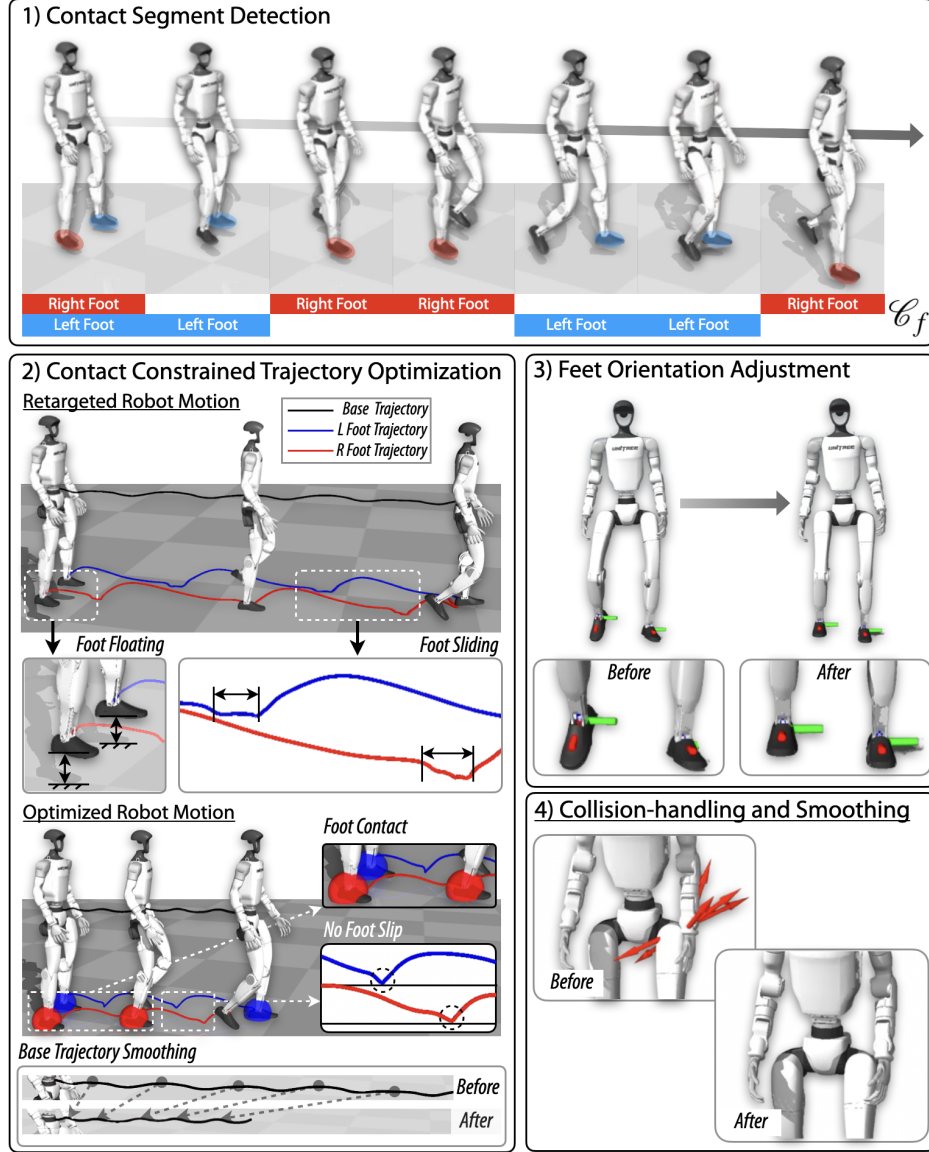 1) Contact Segment Detection
Right Foot
Right Foot
Right Foot
Right Foot
Left Foot
Left Foot
Left Foot
Left Foot
𝒞f
2) Contact Constrained Trajectory Optimization
Retargeted Robot Motion
Base Trajectory
L Foot Trajectory
R Foot Trajectory
Foot Floating
Foot Sliding
Optimized Robot Motion
Foot Contact
No Foot Slip
Base Trajectory Smoothing
Before
After
3) Feet Orientation Adjustment
UNITREE
Before
After
4) Collision-handling and Smoothing
Before
After